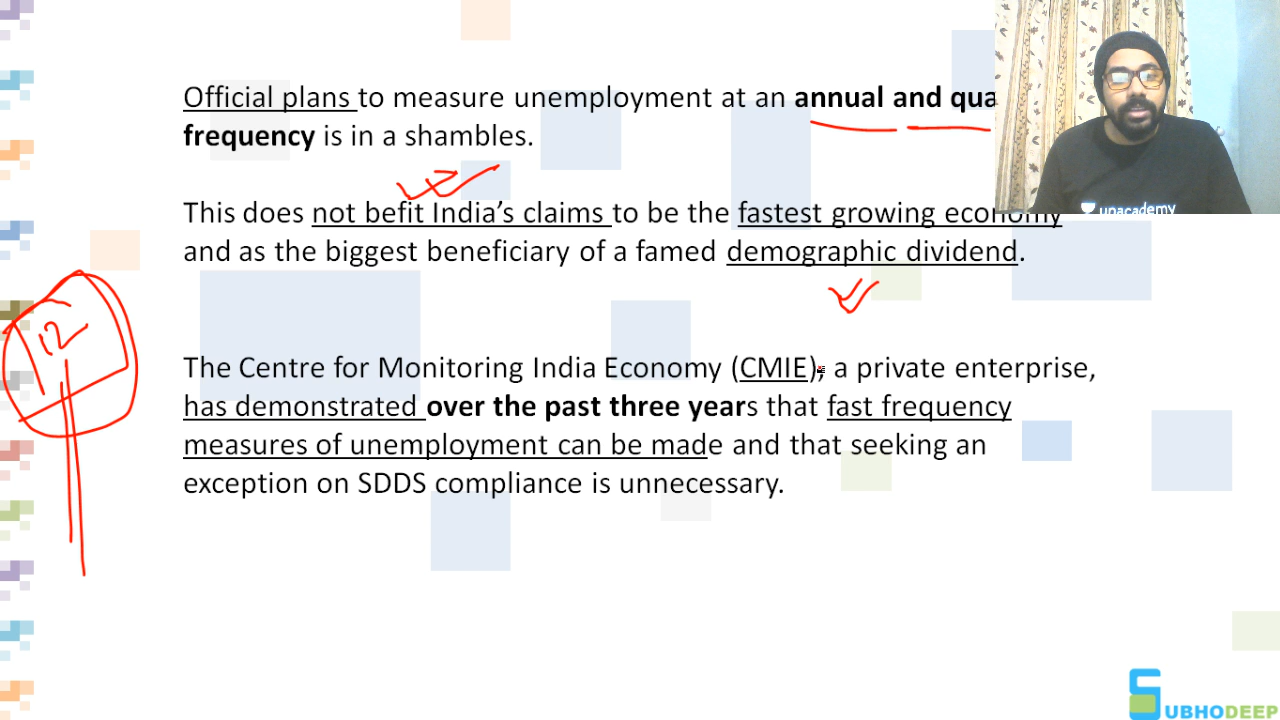 Official plans to measure unemployment at an annual and qua
frequency is in a shambles.
This does not befit India's claims to be the fastest growing economy
and as the biggest beneficiary of a famed demographic dividend.
12
The Centre for Monitoring India Economy (CMIE), a private enterprise,
has demonstrated over the past three years that fast frequency
measures of unemployment can be made and that seeking an
exception on SDDS compliance is unnecessary.
unacademy
SUBHODEEP